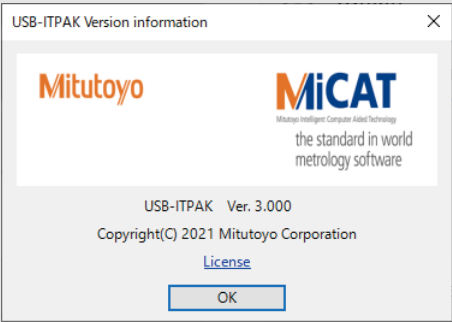 USB-ITPAK Version information
Mitutoyo
MiCAT
Mitutoyo Intelligent Computer Aided Technology
the standard in world
metrology software
USB-ITPAK Ver. 3.000
Copyright(C) 2021 Mitutoyo Corporation
License
OK